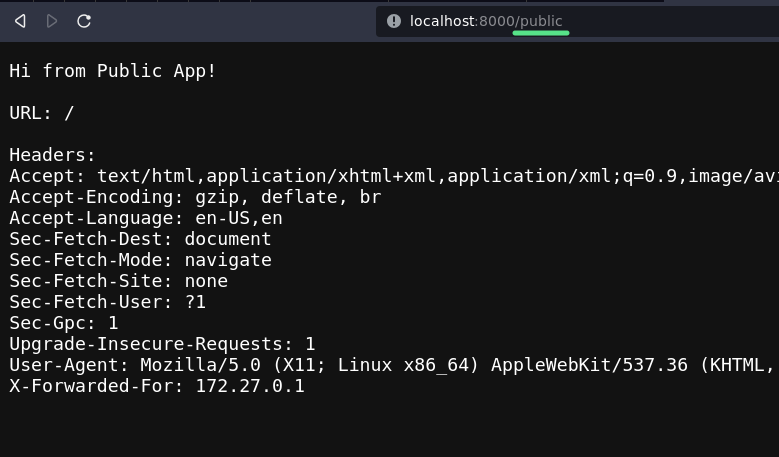 localhost:8000/public
Hi from Public App!
URL: /
Headers:
Accept: text/html,application/xhtml+xml,application/xml;q=0.9,image/avi
Accept-Encoding: gzip, deflate, br
Accept-Language: en-US,en
Sec-Fetch-Dest: document
Sec-Fetch-Mode: navigate
Sec-Fetch-Site: none
Sec-Fetch-User: ?1
Sec-Gpc: 1
Upgrade-Insecure-Requests: 1
User-Agent: Mozilla/5.0 (X11; Linux x86_64) AppleWebKit/537.36 (KHTML,
X-Forwarded-For: 172.27.0.1